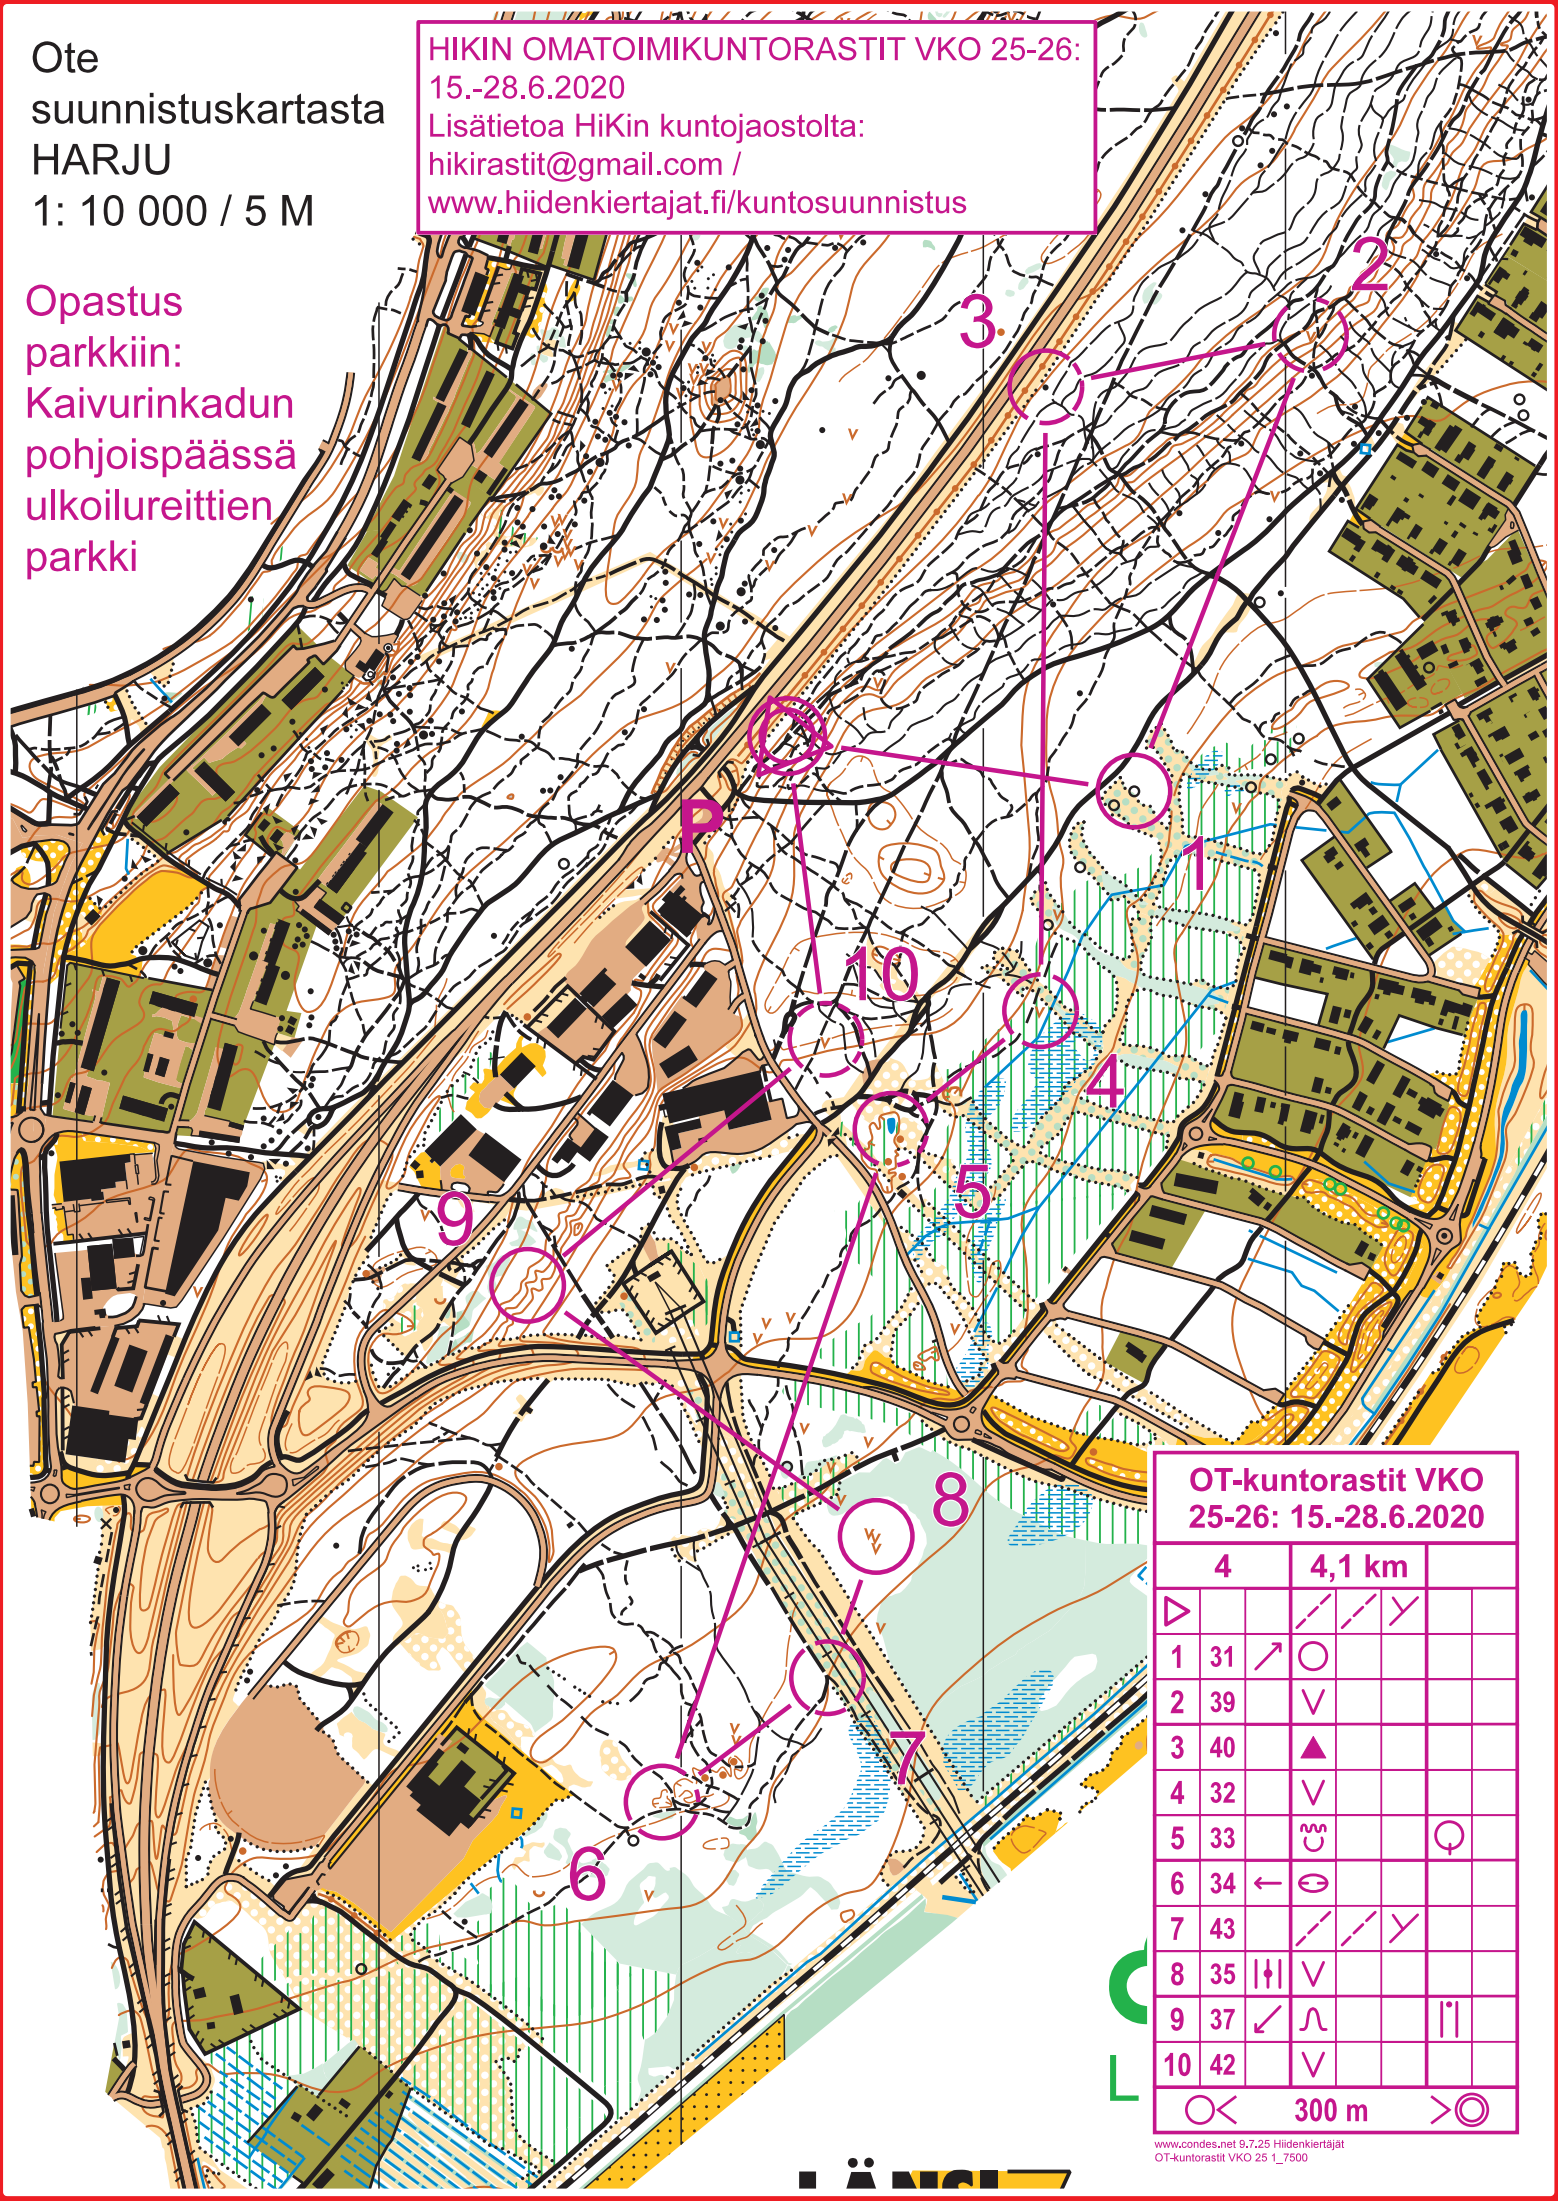 Ote
suunnistuskartasta
HARJU
1: 10 000 / 5 M
HIKIN OMATOIMIKUNTORASTIT VKO 25-26:
15.-28.6.2020
Lisätietoa HiKin kuntojaostolta:
hikirastit@gmail.com /
www.hiidenkiertajat.fi/kuntosuunnistus
Opastus
parkkiin:
Kaivurinkadun
pohjoispäässä
ulkoilureittien
parkki
2
3
P
1
10
4
5
9
8
7
6
OT-kuntorastit VKO
25-26: 15.-28.6.2020
4 4,1 km
1 31
2 39
3 40
4 32
5 33
6 34
7 43
8 35
9 37
10 42
300 m
www.condes.net 9.7.25 Hiidenkiertäjät
OT-kuntorastit VKO 25 1_7500
L
LÄNSI